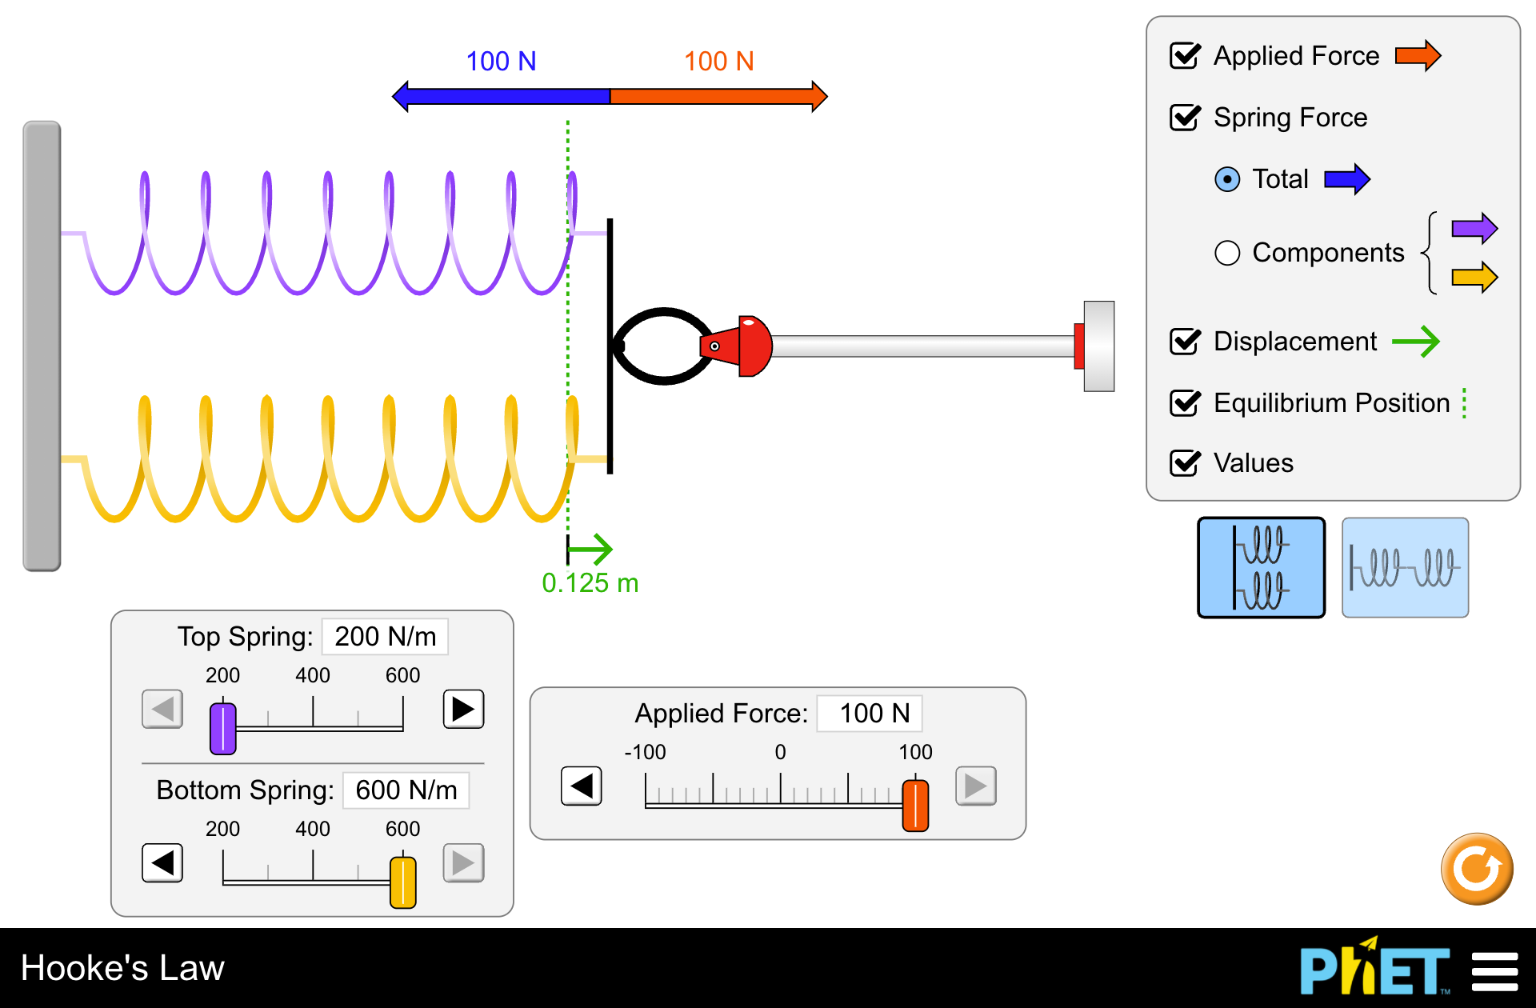 100 N 100 N
Applied Force
Spring Force
Total
Components
Displacement
Equilibrium Position
Values
0.125 m
Top Spring: 200 N/m
200 400 600
Bottom Spring: 600 N/m
200 400 600
Applied Force: 100 N
-100 0 100
Hooke's Law
PhET™